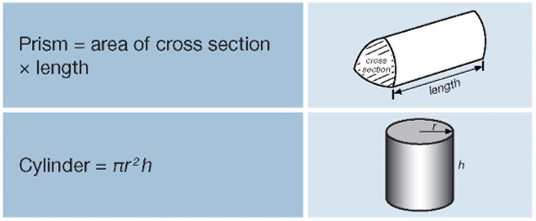 Prism = area of cross section
× length
cross
section
length
Cylinder = πr²h
r
h